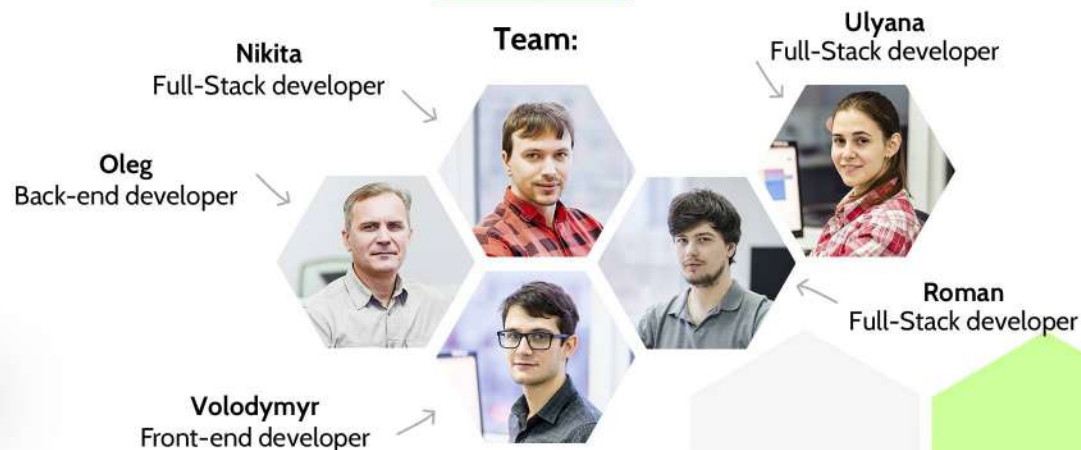 Team:
Nikita
Full-Stack developer
Ulyana
Full-Stack developer
Oleg
Back-end developer
Roman
Full-Stack developer
Volodymyr
Front-end developer